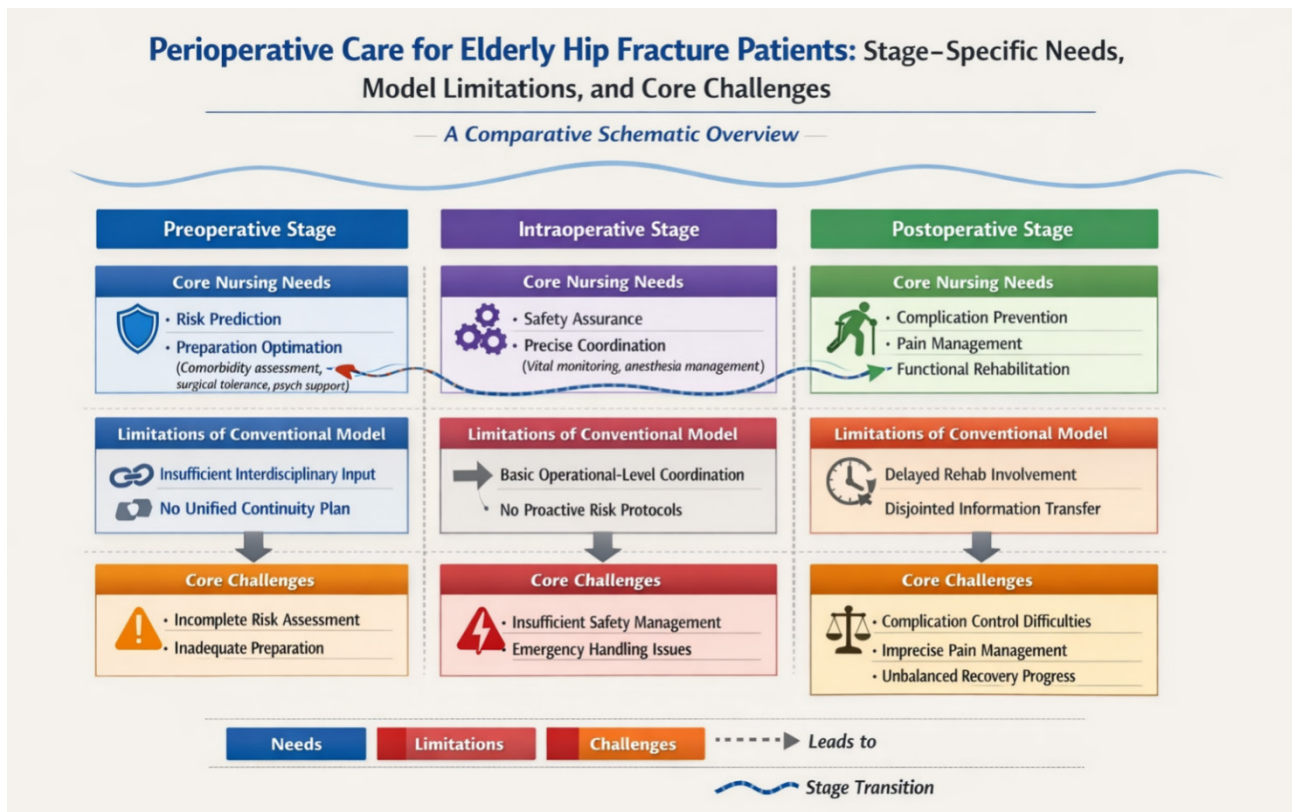 Perioperative Care for Elderly Hip Fracture Patients: Stage-Specific Needs,
Model Limitations, and Core Challenges
A Comparative Schematic Overview
Preoperative Stage
Core Nursing Needs
• Risk Prediction
• Preparation Optimation
(Comorbidity assessment,
surgical tolerance, psych support)
Limitations of Conventional Model
Insufficient Interdisciplinary Input
No Unified Continuity Plan
Core Challenges
• Incomplete Risk Assessment
• Inadequate Preparation
Intraoperative Stage
Core Nursing Needs
• Safety Assurance
• Precise Coordination
(Vital monitoring, anesthesia management)
Limitations of Conventional Model
Basic Operational-Level Coordination
• No Proactive Risk Protocols
Core Challenges
• Insufficient Safety Management
• Emergency Handling Issues
Postoperative Stage
Core Nursing Needs
• Complication Prevention
• Pain Management
• Functional Rehabilitation
Limitations of Conventional Model
Delayed Rehab Involvement
Disjointed Information Transfer
Core Challenges
• Complication Control Difficulties
• Imprecise Pain Management
• Unbalanced Recovery Progress
Needs
Limitations
Challenges
Leads to
Stage Transition